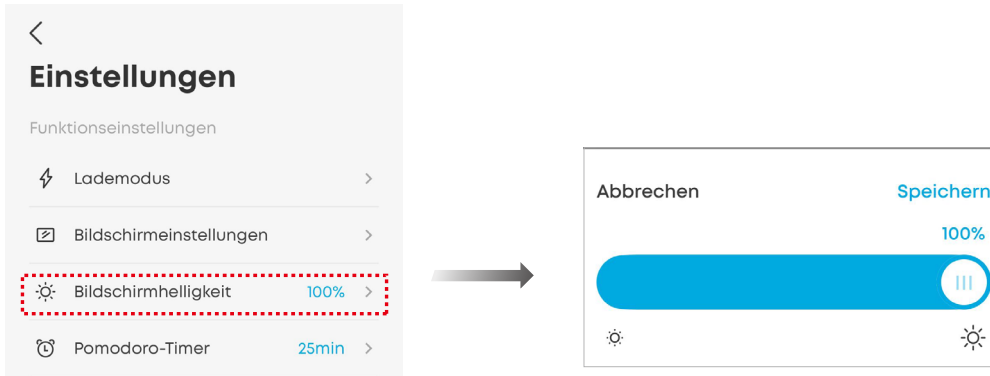 Einstellungen
Funktionseinstellungen
Lademodus
Bildschirmeinstellungen
Bildschirmhelligkeit 100%
Pomodoro-Timer 25min
Abbrechen Speichern
100%